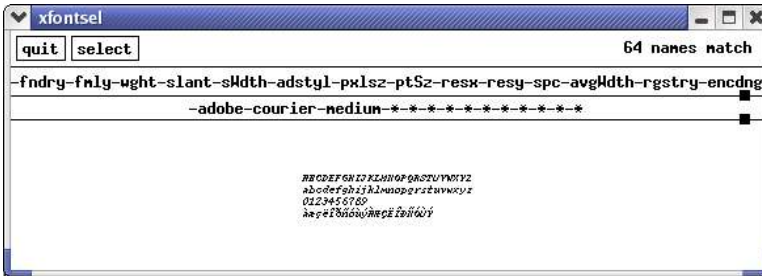 xfontsel
quit select 64 names match
-fndry-fmly-wght-slant-sWdth-adstyl-pxlsz-ptSz-resx-resy-spc-avgWdth-rgstry-encdng
-adobe-courier-medium-*-*-*-*-*-*-*-*-*-*-*
ABCDEFGHIJKLMNOPQRSTUVWXYZ
abcdefghijklmnopqrstuvwxyz
0123456789